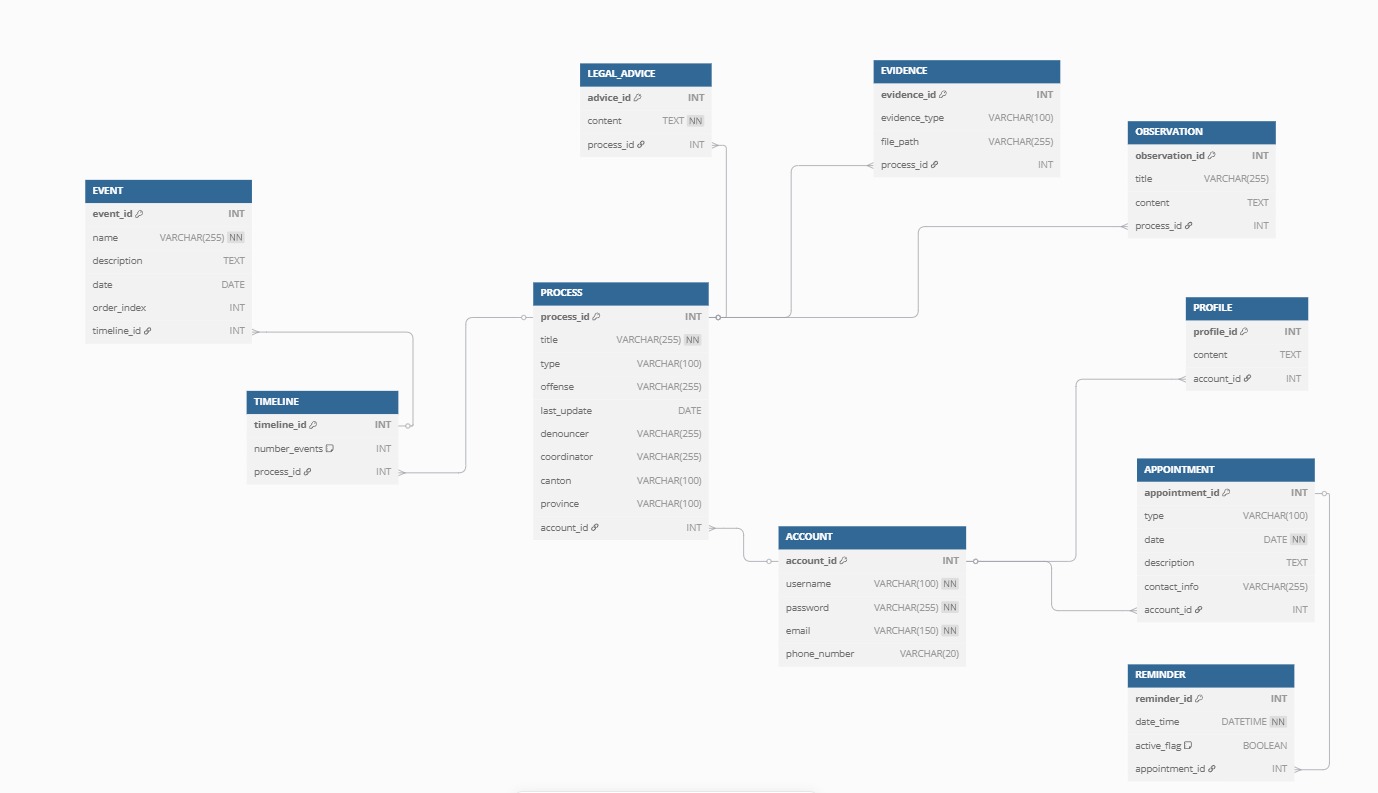 LEGAL_ADVICE
advice_id INT
content TEXT NN
process_id INT
EVIDENCE
evidence_id INT
evidence_type VARCHAR(100)
file_path VARCHAR(255)
process_id INT
OBSERVATION
observation_id INT
title VARCHAR(255)
content TEXT
process_id INT
EVENT
event_id INT
name VARCHAR(255) NN
description TEXT
date DATE
order_index INT
timeline_id INT
PROCESS
process_id INT
title VARCHAR(255) NN
type VARCHAR(100)
offense VARCHAR(255)
last_update DATE
denouncer VARCHAR(255)
coordinator VARCHAR(255)
canton VARCHAR(100)
province VARCHAR(100)
account_id INT
PROFILE
profile_id INT
content TEXT
account_id INT
TIMELINE
timeline_id INT
number_events INT
process_id INT
APPOINTMENT
appointment_id INT
type VARCHAR(100)
date DATE NN
description TEXT
contact_info VARCHAR(255)
account_id INT
ACCOUNT
account_id INT
username VARCHAR(100) NN
password VARCHAR(255) NN
email VARCHAR(150) NN
phone_number VARCHAR(20)
REMINDER
reminder_id INT
date_time DATETIME NN
active_flag BOOLEAN
appointment_id INT